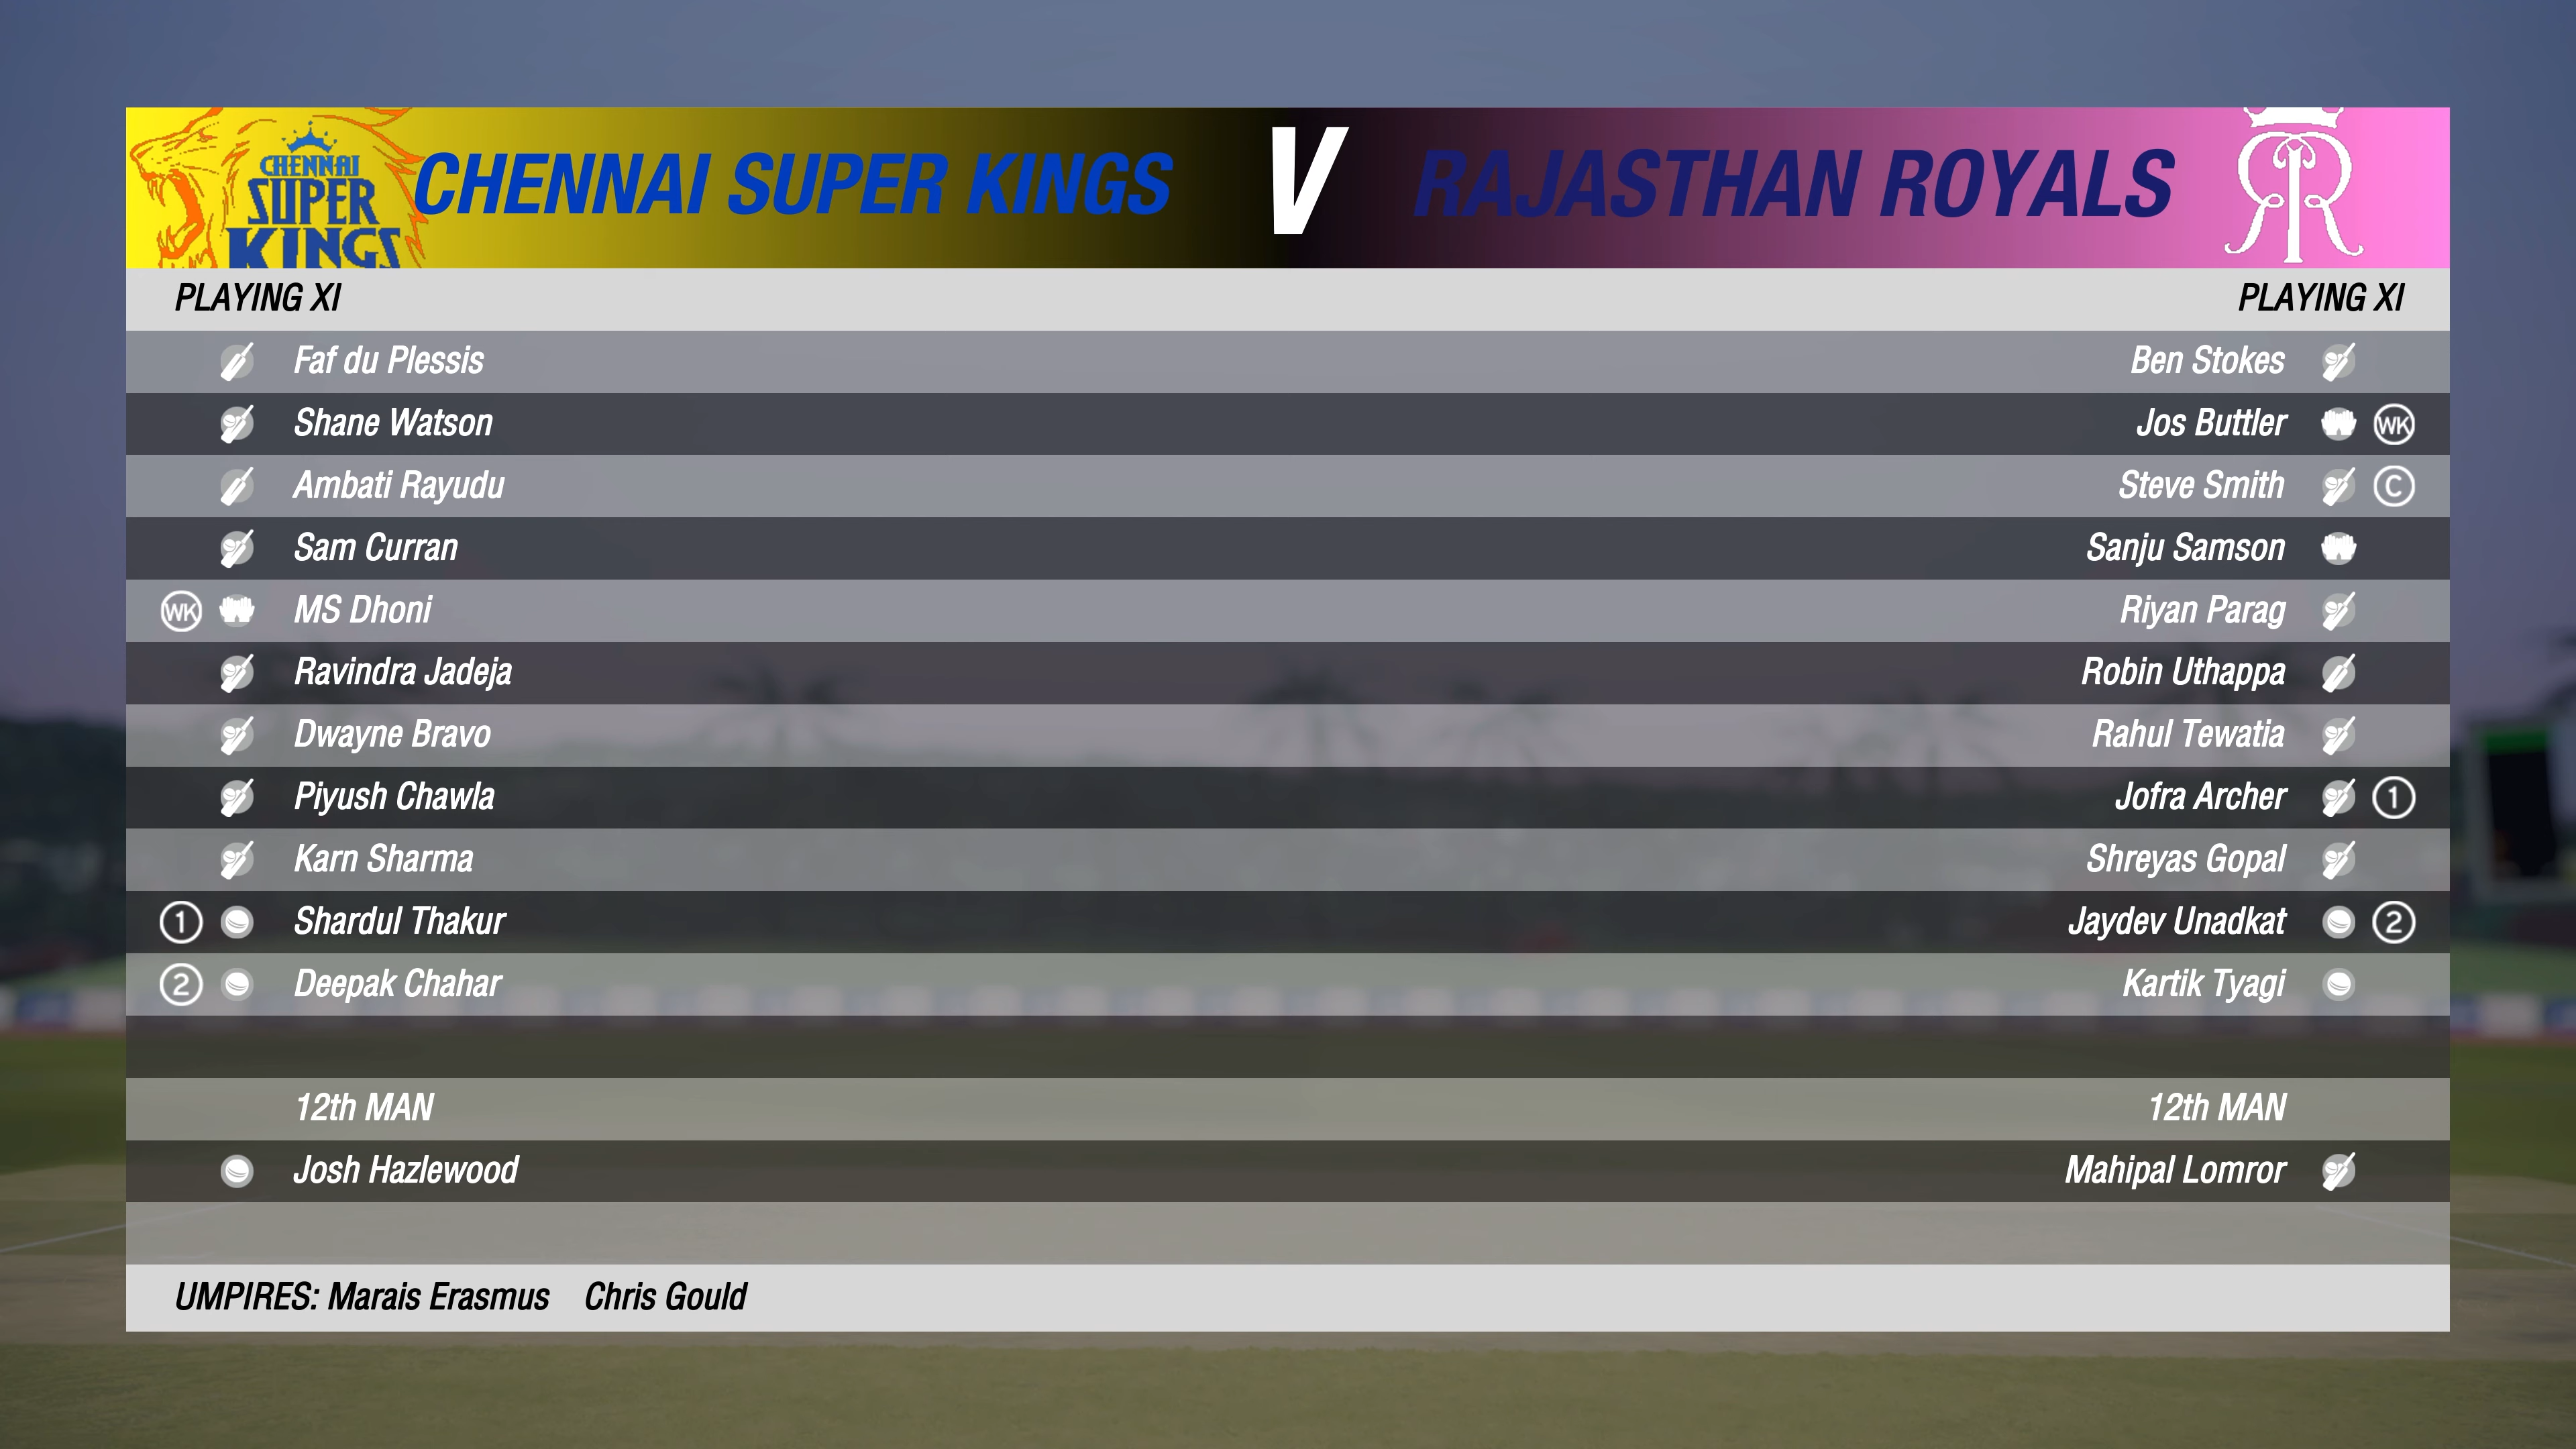 CHENNAI SUPER KINGS
CHENNAI SUPER KINGS V RAJASTHAN ROYALS
RR
PLAYING XI PLAYING XI
Faf du Plessis Ben Stokes
Shane Watson Jos Buttler WK
Ambati Rayudu Steve Smith C
Sam Curran Sanju Samson
WK MS Dhoni Riyan Parag
Ravindra Jadeja Robin Uthappa
Dwayne Bravo Rahul Tewatia
Piyush Chawla Jofra Archer 1
Karn Sharma Shreyas Gopal
1 Shardul Thakur Jaydev Unadkat 2
2 Deepak Chahar Kartik Tyagi
12th MAN 12th MAN
Josh Hazlewood Mahipal Lomror
UMPIRES: Marais Erasmus Chris Gould